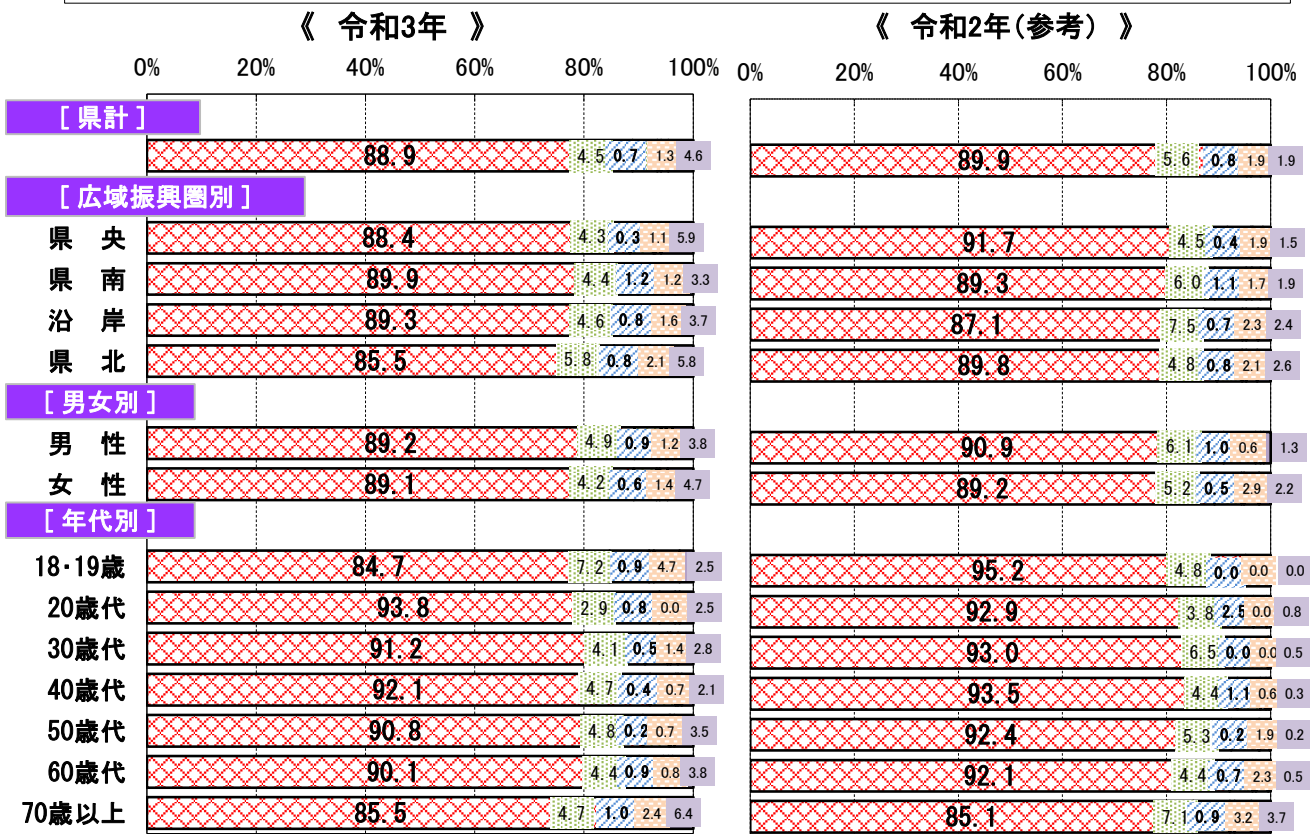 《 令和3年 》
《 令和2年(参考) 》
0% 20% 40% 60% 80% 100%
0% 20% 40% 60% 80% 100%
[ 県計 ]
88.9 4.5 0.7 1.3 4.6
89.9 5.6 0.8 1.9 1.9
[ 広域振興圏別 ]
県 央 88.4 4.3 0.3 1.1 5.9
91.7 4.5 0.4 1.9 1.5
県 南 89.9 4.4 1.2 1.2 3.3
89.3 6.0 1.1 1.7 1.9
沿 岸 89.3 4.6 0.8 1.6 3.7
87.1 7.5 0.7 2.3 2.4
県 北 85.5 5.8 0.8 2.1 5.8
89.8 4.8 0.8 2.1 2.6
[ 男女別 ]
男 性 89.2 4.9 0.9 1.2 3.8
90.9 6.1 1.0 0.6 1.3
女 性 89.1 4.2 0.6 1.4 4.7
89.2 5.2 0.5 2.9 2.2
[ 年代別 ]
18・19歳 84.7 7.2 0.9 4.7 2.5
95.2 4.8 0.0 0.0 0.0
20歳代 93.8 2.9 0.8 0.0 2.5
92.9 3.8 2.5 0.0 0.8
30歳代 91.2 4.1 0.5 1.4 2.8
93.0 6.5 0.0 0.0 0.5
40歳代 92.1 4.7 0.4 0.7 2.1
93.5 4.4 1.1 0.6 0.3
50歳代 90.8 4.8 0.2 0.7 3.5
92.4 5.3 0.2 1.9 0.2
60歳代 90.1 4.4 0.9 0.8 3.8
92.1 4.4 0.7 2.3 0.5
70歳以上 85.5 4.7 1.0 2.4 6.4
85.1 7.1 0.9 3.2 3.7